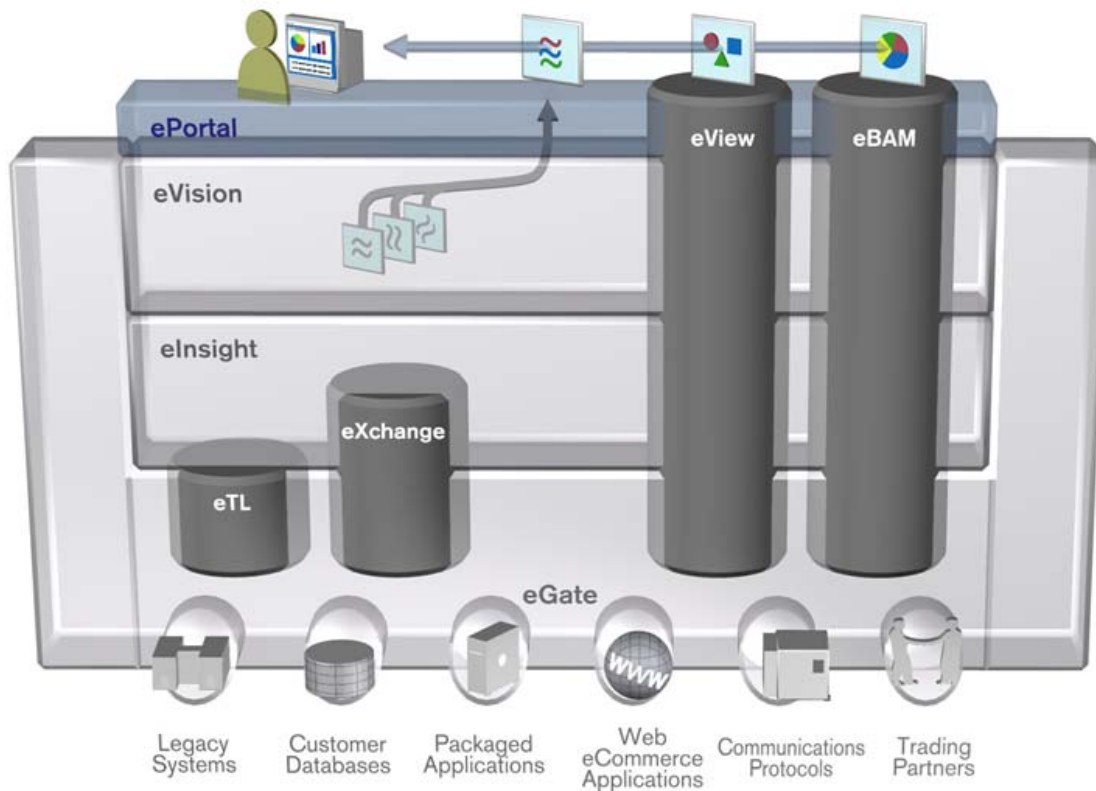 ePortal
eView
eBAM
eVision
eInsight
eXchange
eTL
eGate
WWW
Legacy
Systems
Customer
Databases
Packaged
Applications
Web
eCommerce
Applications
Communications
Protocols
Trading
Partners